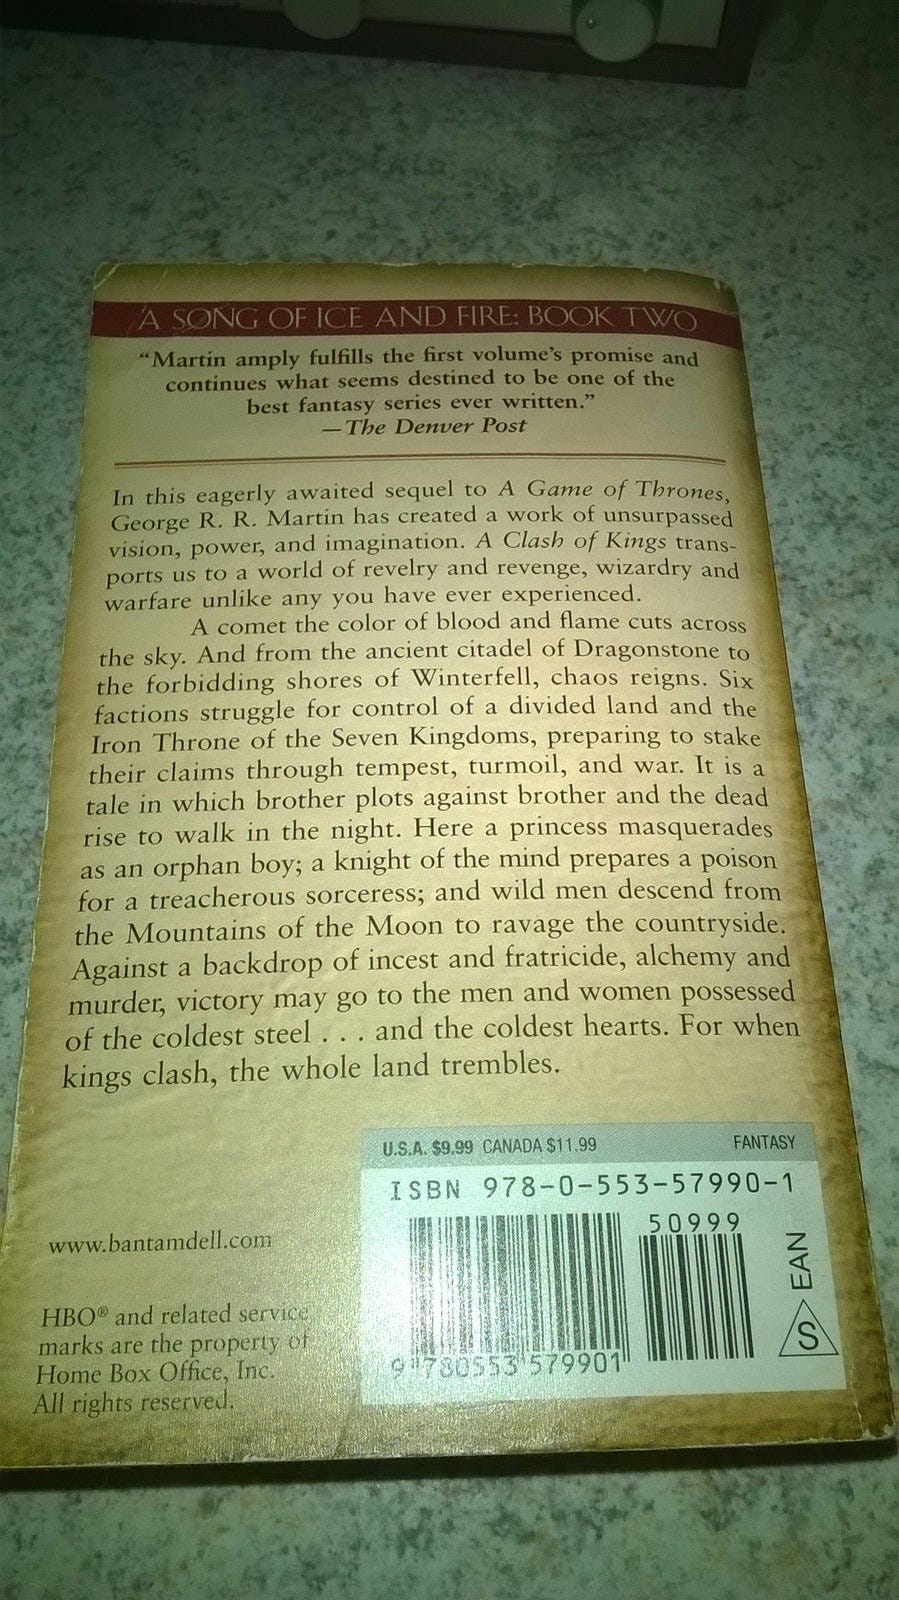 A SONG OF ICE AND FIRE: BOOK TWO
“Martin amply fulfills the first volume’s promise and
continues what seems destined to be one of the
best fantasy series ever written.”
—The Denver Post
In this eagerly awaited sequel to A Game of Thrones,
George R. R. Martin has created a work of unsurpassed
vision, power, and imagination. A Clash of Kings trans-
ports us to a world of revelry and revenge, wizardry and
warfare unlike any you have ever experienced.
A comet the color of blood and flame cuts across
the sky. And from the ancient citadel of Dragonstone to
the forbidding shores of Winterfell, chaos reigns. Six
factions struggle for control of a divided land and the
Iron Throne of the Seven Kingdoms, preparing to stake
their claims through tempest, turmoil, and war. It is a
tale in which brother plots against brother and the dead
rise to walk in the night. Here a princess masquerades
as an orphan boy; a knight of the mind prepares a poison
for a treacherous sorceress; and wild men descend from
the Mountains of the Moon to ravage the countryside.
Against a backdrop of incest and fratricide, alchemy and
murder, victory may go to the men and women possessed
of the coldest steel . . . and the coldest hearts. For when
kings clash, the whole land trembles.
U.S.A. $9.99 CANADA $11.99 FANTASY
ISBN 978-0-553-57990-1
50999
9 780553 579901
EAN
S
www.bantamdell.com
HBO® and related service
marks are the property of
Home Box Office, Inc.
All rights reserved.